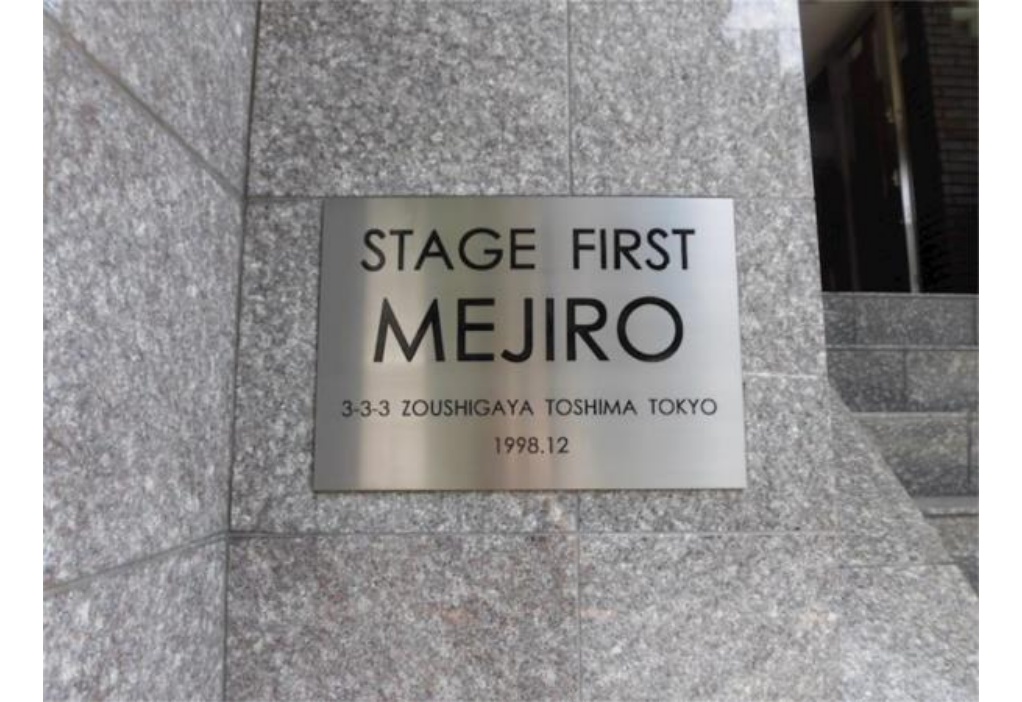 STAGE FIRST
MEJIRO
3-3-3 ZOUSHIGAYA TOSHIMA TOKYO
1998.12